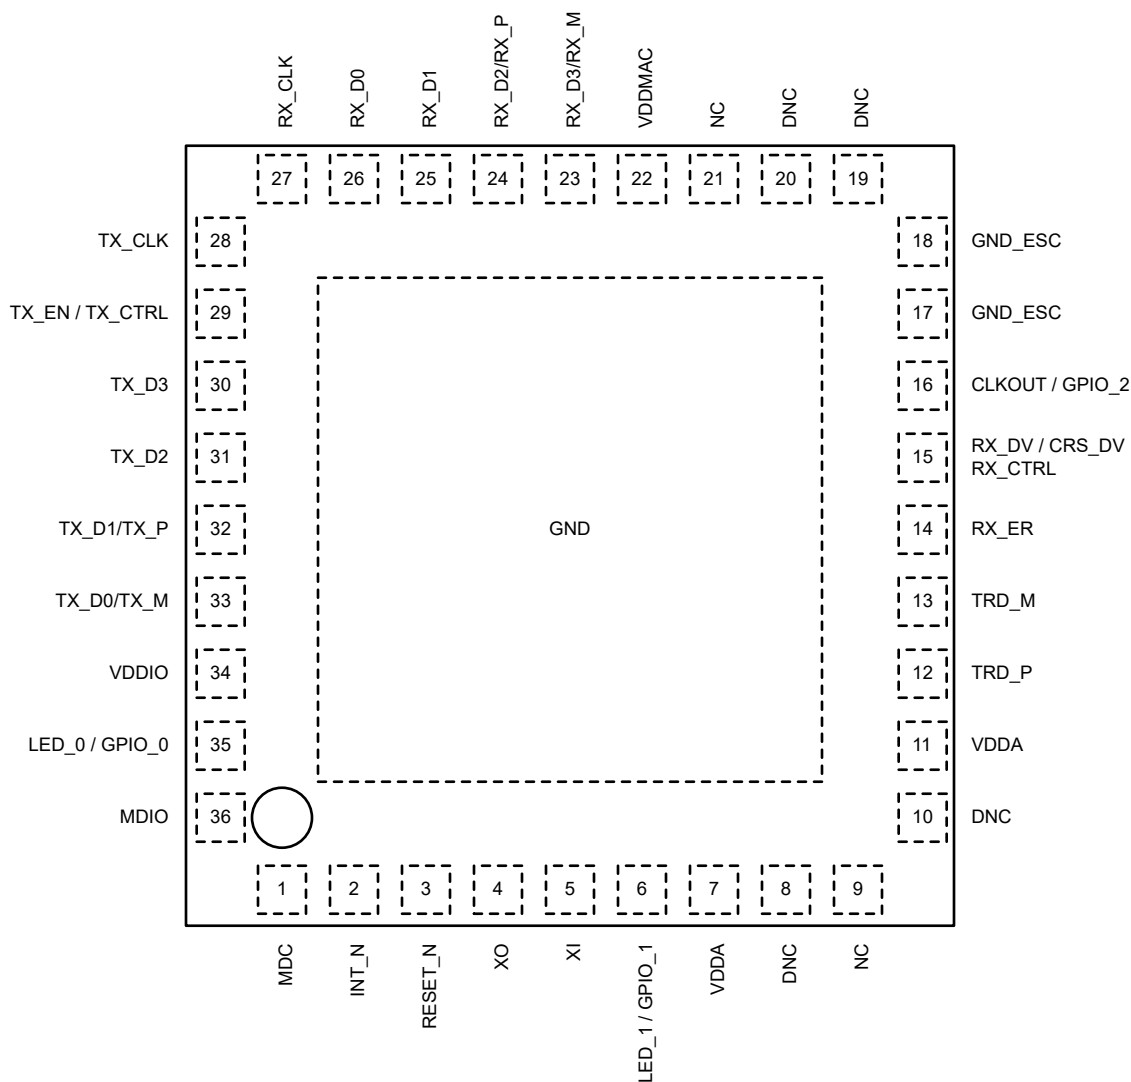 RX_CLK
RX_D0
RX_D1
RX_D2/RX_P
RX_D3/RX_M
VDDMAC
NC
DNC
DNC
27
26
25
24
23
22
21
20
19
TX_CLK
28
18
GND_ESC
TX_EN / TX_CTRL
29
17
GND_ESC
TX_D3
30
16
CLKOUT / GPIO_2
TX_D2
31
15
RX_DV / CRS_DV
RX_CTRL
TX_D1/TX_P
32
GND
14
RX_ER
TX_D0/TX_M
33
13
TRD_M
VDDIO
34
12
TRD_P
LED_0 / GPIO_0
35
11
VDDA
MDIO
36
10
DNC
1
2
3
4
5
6
7
8
9
MDC
INT_N
RESET_N
XO
XI
LED_1 / GPIO_1
VDDA
DNC
NC